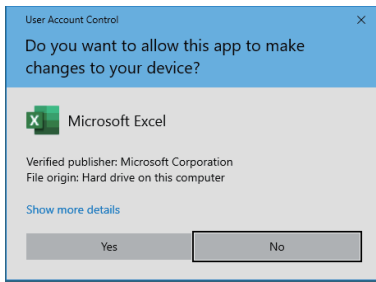 User Account Control
Do you want to allow this app to make
changes to your device?
Microsoft Excel
Verified publisher: Microsoft Corporation
File origin: Hard drive on this computer
Show more details
Yes
No